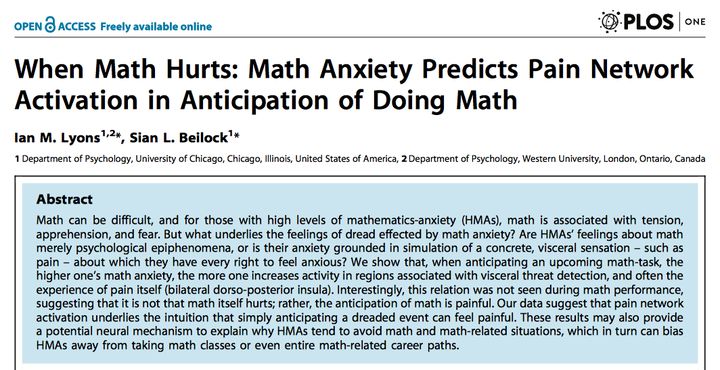 OPEN ACCESS Freely available online
PLOS ONE
When Math Hurts: Math Anxiety Predicts Pain Network
Activation in Anticipation of Doing Math
Ian M. Lyons1,2*, Sian L. Beilock1*
1 Department of Psychology, University of Chicago, Chicago, Illinois, United States of America, 2 Department of Psychology, Western University, London, Ontario, Canada
Abstract
Math can be difficult, and for those with high levels of mathematics-anxiety (HMAs), math is associated with tension,
apprehension, and fear. But what underlies the feelings of dread effected by math anxiety? Are HMAs' feelings about math
merely psychological epiphenomena, or is their anxiety grounded in simulation of a concrete, visceral sensation – such as
pain – about which they have every right to feel anxious? We show that, when anticipating an upcoming math-task, the
higher one's math anxiety, the more one increases activity in regions associated with visceral threat detection, and often the
experience of pain itself (bilateral dorso-posterior insula). Interestingly, this relation was not seen during math performance,
suggesting that it is not that math itself hurts; rather, the anticipation of math is painful. Our data suggest that pain network
activation underlies the intuition that simply anticipating a dreaded event can feel painful. These results may also provide
a potential neural mechanism to explain why HMAs tend to avoid math and math-related situations, which in turn can bias
HMAs away from taking math classes or even entire math-related career paths.